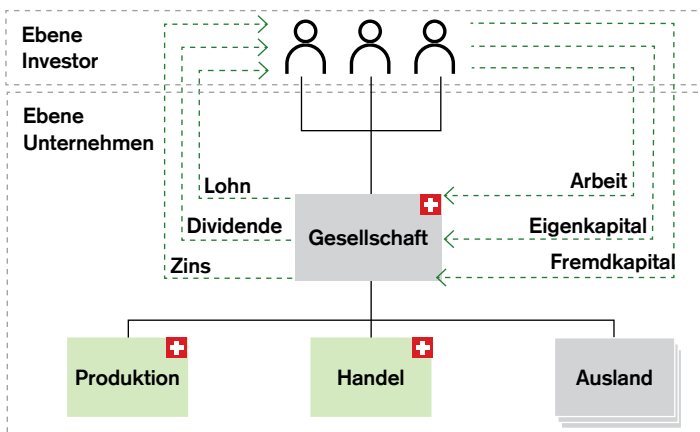 Ebene
Investor
Ebene
Unternehmen
Lohn
Arbeit
Dividende
Gesellschaft
Eigenkapital
Zins
Fremdkapital
Produktion
Handel
Ausland